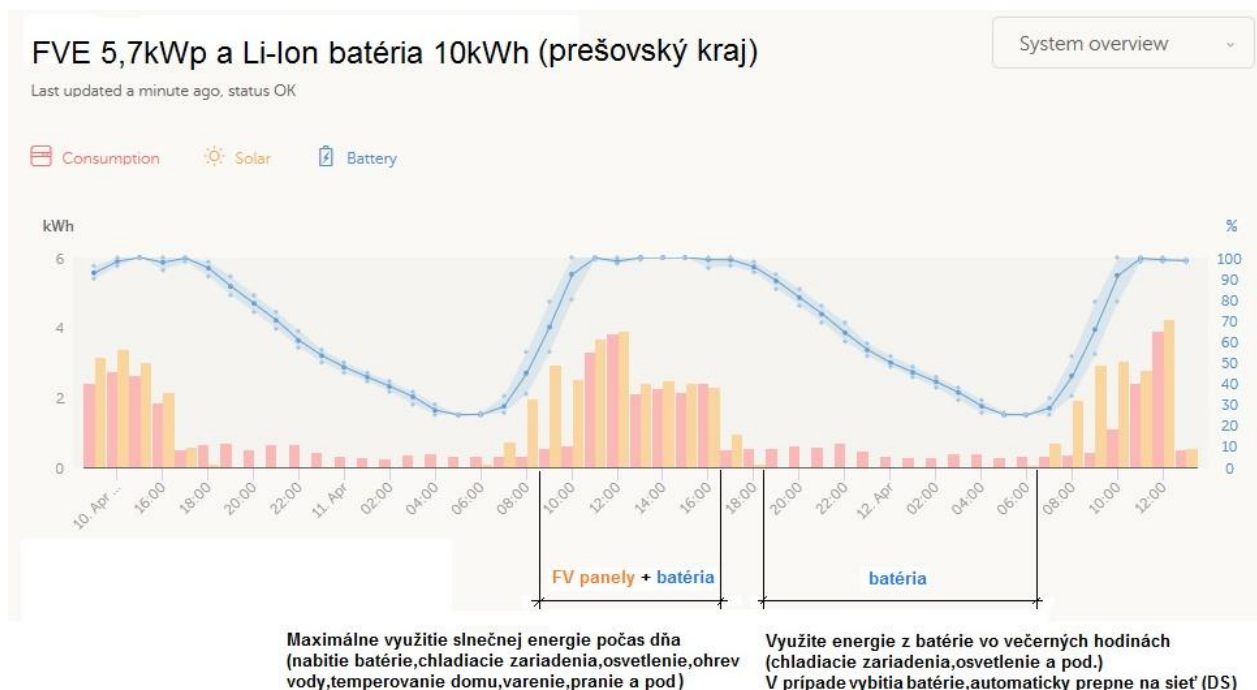 FVE 5,7kWp a Li-Ion batéria 10kWh (prešovský kraj)
System overview
Last updated a minute ago, status OK
Consumption Solar Battery
kWh %
6 100
90
80
4 70
60
50
40
2 30
20
10
0 0
10. Apr ... 16:00 18:00 20:00 22:00 11. Apr 02:00 04:00 06:00 08:00 10:00 12:00 14:00 16:00 18:00 20:00 22:00 12. Apr 02:00 04:00 06:00 08:00 10:00 12:00
FV panely + batéria
batéria
Maximálne využitie slnečnej energie počas dňa
(nabitie batérie,chladiacie zariadenia,osvetlenie,ohrev
vody,temperovanie domu,varenie,pranie a pod)
Využite energie z batérie vo večerných hodinách
(chladiacie zariadenia,osvetlenie a pod.)
V prípade vybitia batérie,automaticky prepne na sieť (DS)